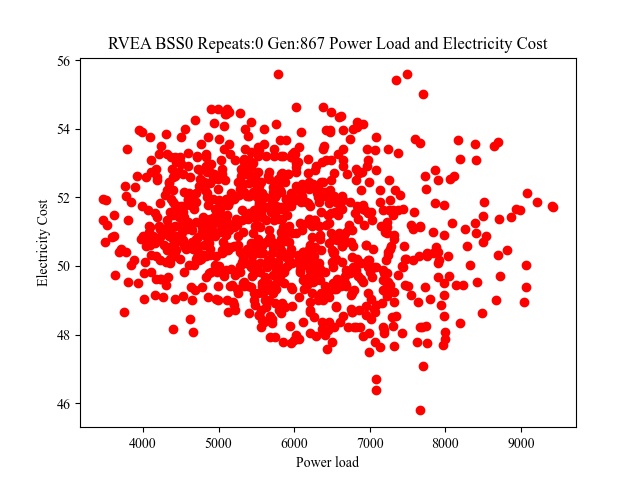 RVEA BSS0 Repeats:0 Gen:867 Power Load and Electricity Cost
56
54
52
50
48
46
Electricity Cost
4000 5000 6000 7000 8000 9000
Power load